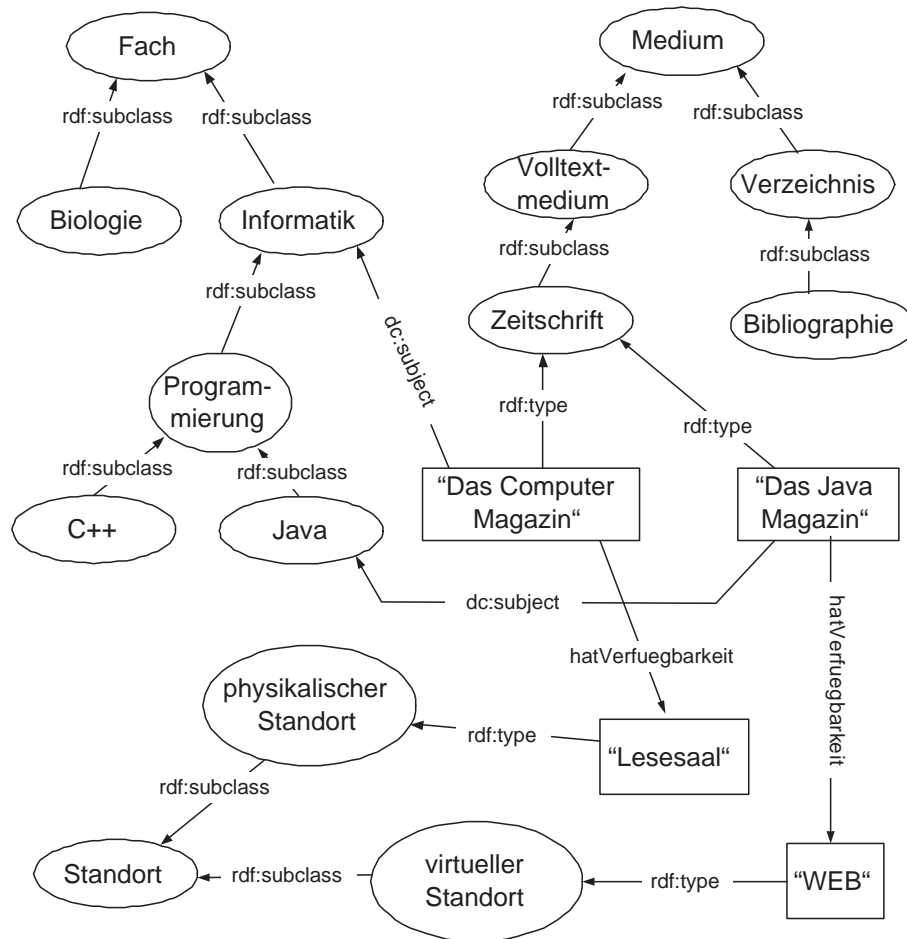 Fach
Medium
rdf:subclass
rdf:subclass
rdf:subclass
rdf:subclass
Biologie
Informatik
Volltext-
medium
Verzeichnis
rdf:subclass
rdf:subclass
rdf:subclass
Zeitschrift
Bibliographie
dc:subject
Program-
mierung
rdf:type
rdf:type
rdf:subclass
rdf:subclass
C++
Java
“Das Computer
Magazin“
“Das Java
Magazin“
dc:subject
hatVerfuegbarkeit
hatVerfuegbarkeit
physikalischer
Standort
rdf:type
“Lesesaal“
rdf:subclass
Standort
rdf:subclass
virtueller
Standort
rdf:type
“WEB“